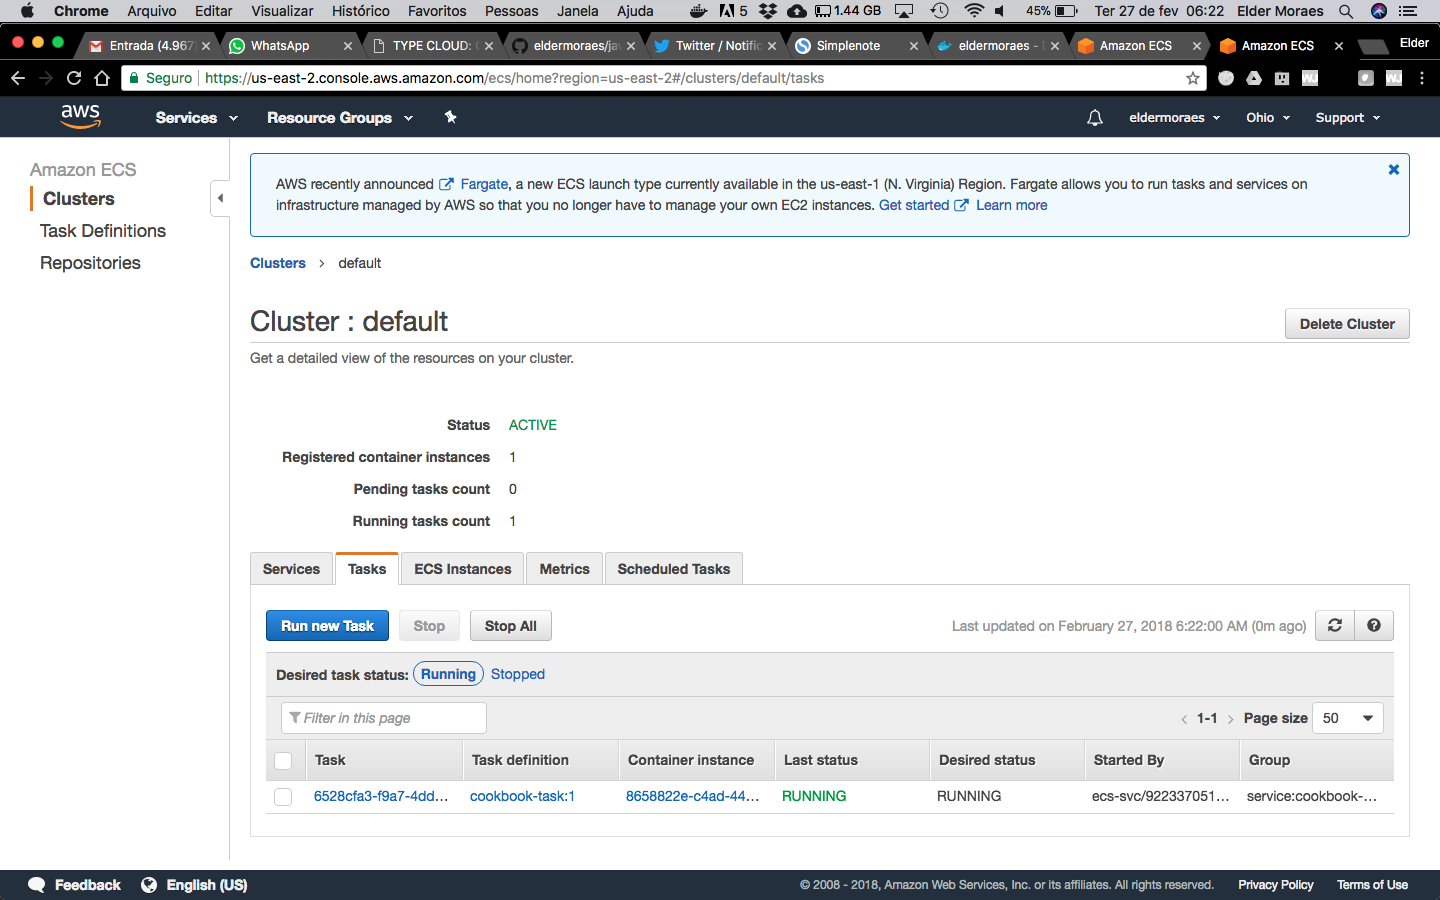 Chrome Arquivo Editar Visualizar Histórico Favoritos Pessoas Janela Ajuda 5 1.44 GB 45% Ter 27 de fev 06:22 Elder Moraes
Entrada (4.967 WhatsApp TYPE CLOUD: eldermoraes/ja Twitter / Notific Simplenote eldermoraes - Amazon ECS Amazon ECS Elder
Seguro https://us-east-2.console.aws.amazon.com/ecs/home?region=us-east-2#/clusters/default/tasks
aws Services Resource Groups eldermoraes Ohio Support
Amazon ECS
Clusters
Task Definitions
Repositories
AWS recently announced Fargate, a new ECS launch type currently available in the us-east-1 (N. Virginia) Region. Fargate allows you to run tasks and services on
infrastructure managed by AWS so that you no longer have to manage your own EC2 instances. Get started Learn more
Clusters > default
Cluster : default
Delete Cluster
Get a detailed view of the resources on your cluster.
Status ACTIVE
Registered container instances 1
Pending tasks count 0
Running tasks count 1
Services Tasks ECS Instances Metrics Scheduled Tasks
Run new Task Stop Stop All Last updated on February 27, 2018 6:22:00 AM (0m ago)
Desired task status: Running Stopped
Filter in this page < 1-1 > Page size 50
Task Task definition Container instance Last status Desired status Started By Group
6528cfa3-f9a7-4dd... cookbook-task:1 8658822e-c4ad-44... RUNNING RUNNING ecs-svc/922337051... service:cookbook-...
Feedback English (US) © 2008 - 2018, Amazon Web Services, Inc. or its affiliates. All rights reserved. Privacy Policy Terms of Use